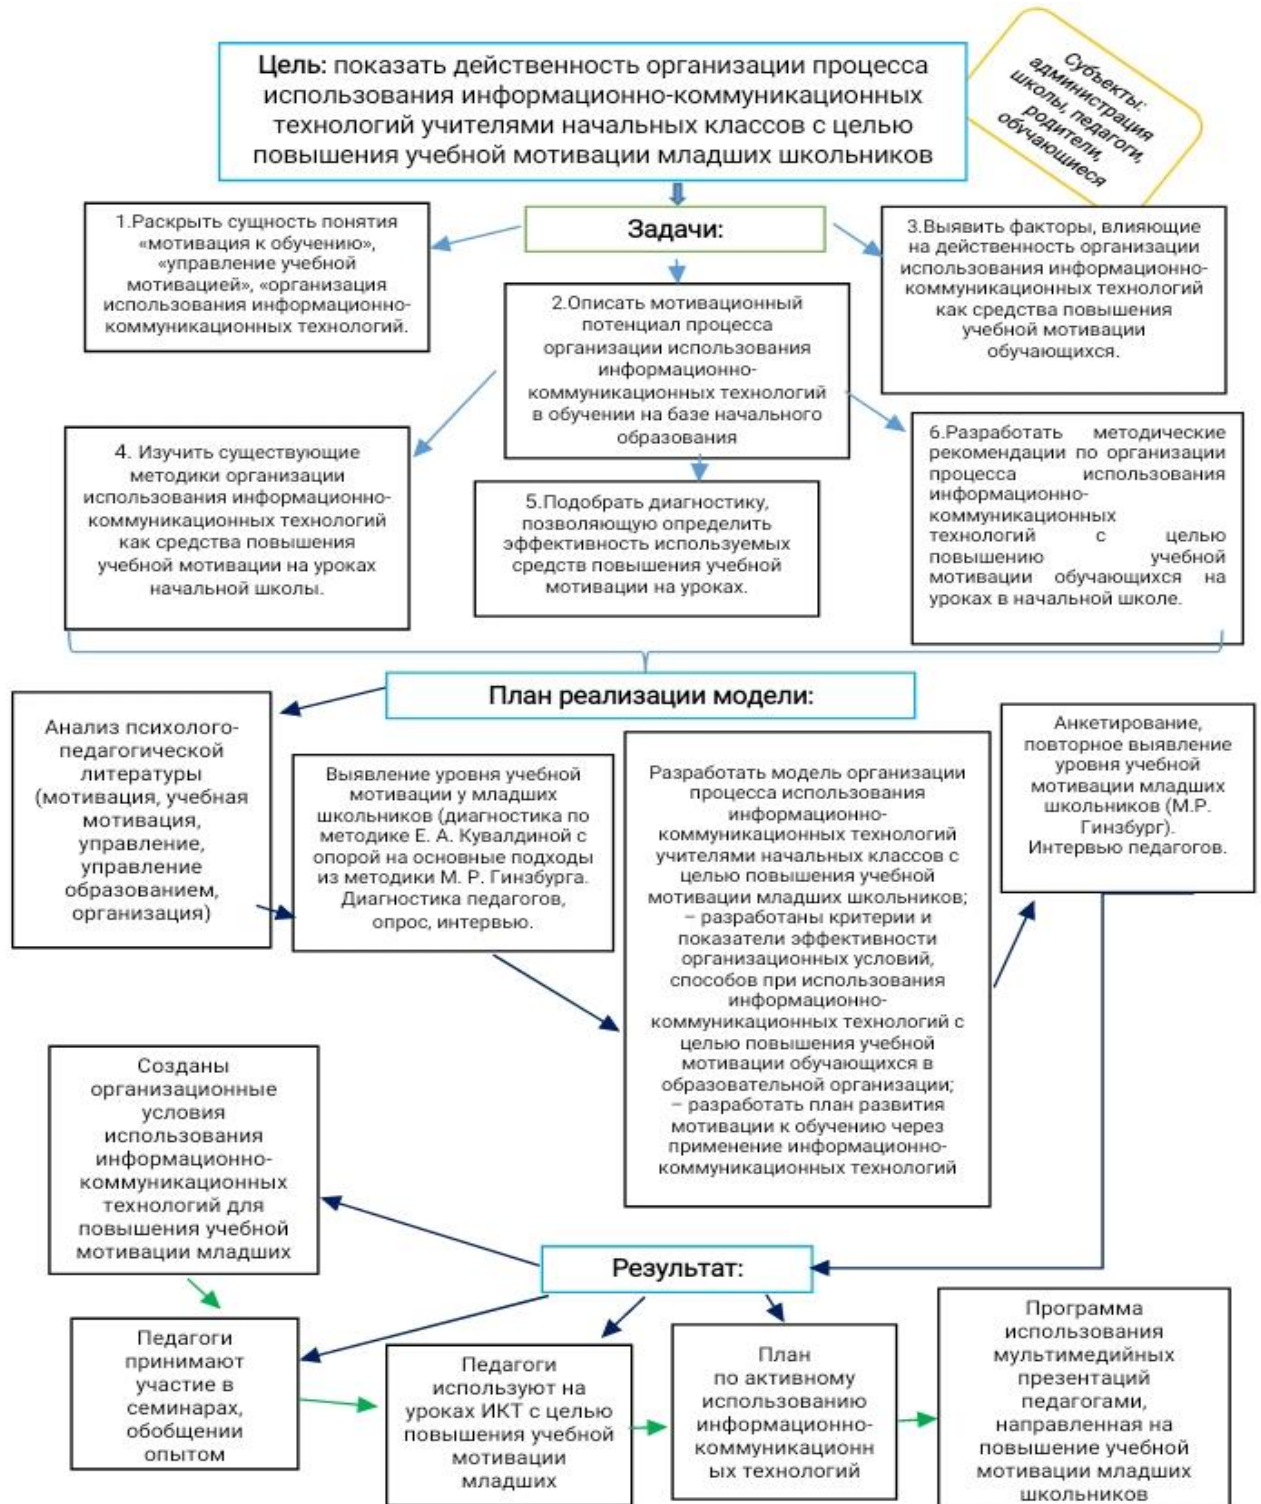 Цель: показать действенность организации процесса
использования информационно-коммуникационных
технологий учителями начальных классов с целью
повышения учебной мотивации младших школьников
Субъекты:
администрация
школы, педагоги,
родители,
обучающиеся
Задачи:
1.Раскрыть сущность понятия
«мотивация к обучению»,
«управление учебной
мотивацией», «организация
использования информационно-
коммуникационных технологий.
2.Описать мотивационный
потенциал процесса
организации использования
информационно-
коммуникационных технологий
в обучении на базе начального
образования
3.Выявить факторы, влияющие
на действенность организации
использования информационно-
коммуникационных технологий
как средства повышения
учебной мотивации
обучающихся.
4. Изучить существующие
методики организации
использования информационно-
коммуникационных технологий
как средства повышения
учебной мотивации на уроках
начальной школы.
5.Подобрать диагностику,
позволяющую определить
эффективность используемых
средств повышения учебной
мотивации на уроках.
6.Разработать методические
рекомендации по организации
процесса использования
информационно-
коммуникационных
технологий с целью
повышению учебной
мотивации обучающихся на
уроках в начальной школе.
План реализации модели:
Анализ психолого-
педагогической
литературы
(мотивация, учебная
мотивация,
управление,
управление
образованием,
организация)
Выявление уровня учебной
мотивации у младших
школьников (диагностика по
методике Е. А. Кувалдиной с
опорой на основные подходы
из методики М. Р. Гинзбурга.
Диагностика педагогов,
опрос, интервью.
Разработать модель организации
процесса использования
информационно-
коммуникационных технологий
учителями начальных классов с
целью повышения учебной
мотивации младших школьников;
– разработаны критерии и
показатели эффективности
организационных условий,
способов при использования
информационно-
коммуникационных технологий с
целью повышения учебной
мотивации обучающихся в
образовательной организации;
– разработать план развития
мотивации к обучению через
применение информационно-
коммуникационных технологий
Анкетирование,
повторное выявление
уровня учебной
мотивации младших
школьников (М.Р.
Гинзбург).
Интервью педагогов.
Результат:
Созданы
организационные
условия
использования
информационно-
коммуникационных
технологий для
повышения учебной
мотивации младших
Педагоги
принимают
участие в
семинарах,
обобщении
опытом
Педагоги
используют на
уроках ИКТ с целью
повышения учебной
мотивации
младших
План
по активному
использованию
информационно-
коммуникационн
ых технологий
Программа
использования
мультимедийных
презентаций
педагогами,
направленная на
повышение учебной
мотивации младших
школьников